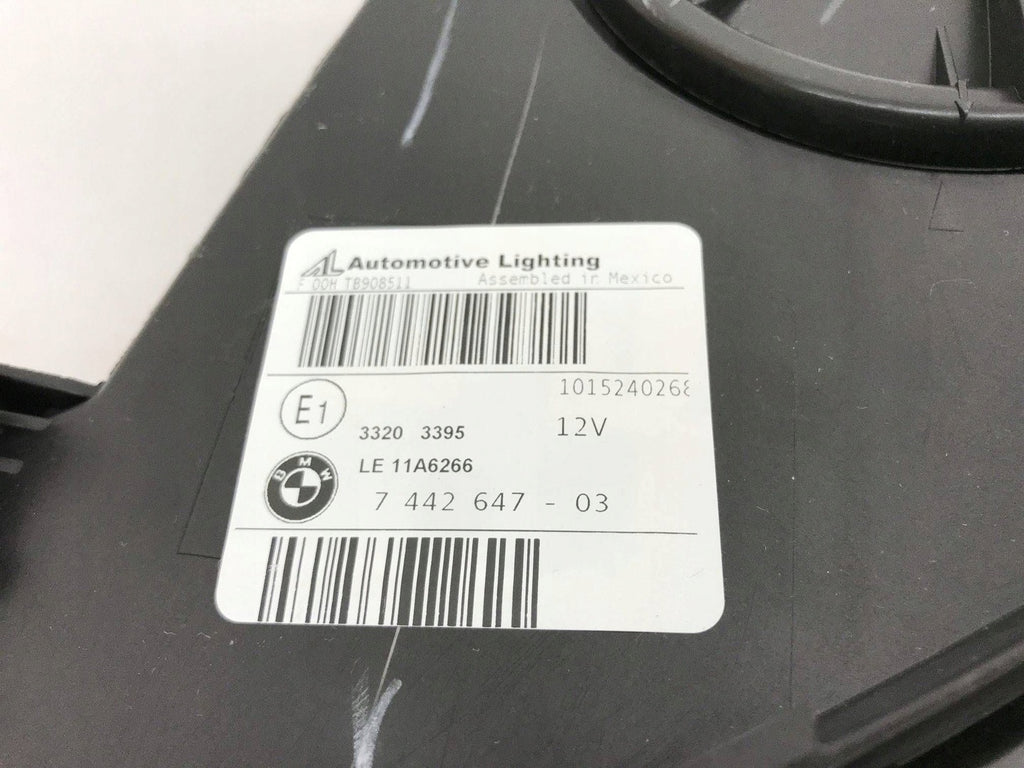 AL Automotive Lighting
F 00H TB908511 Assembled in Mexico
1015240268
E1
3320 3395 12V
LE 11A6266
BMW
7 442 647 - 03